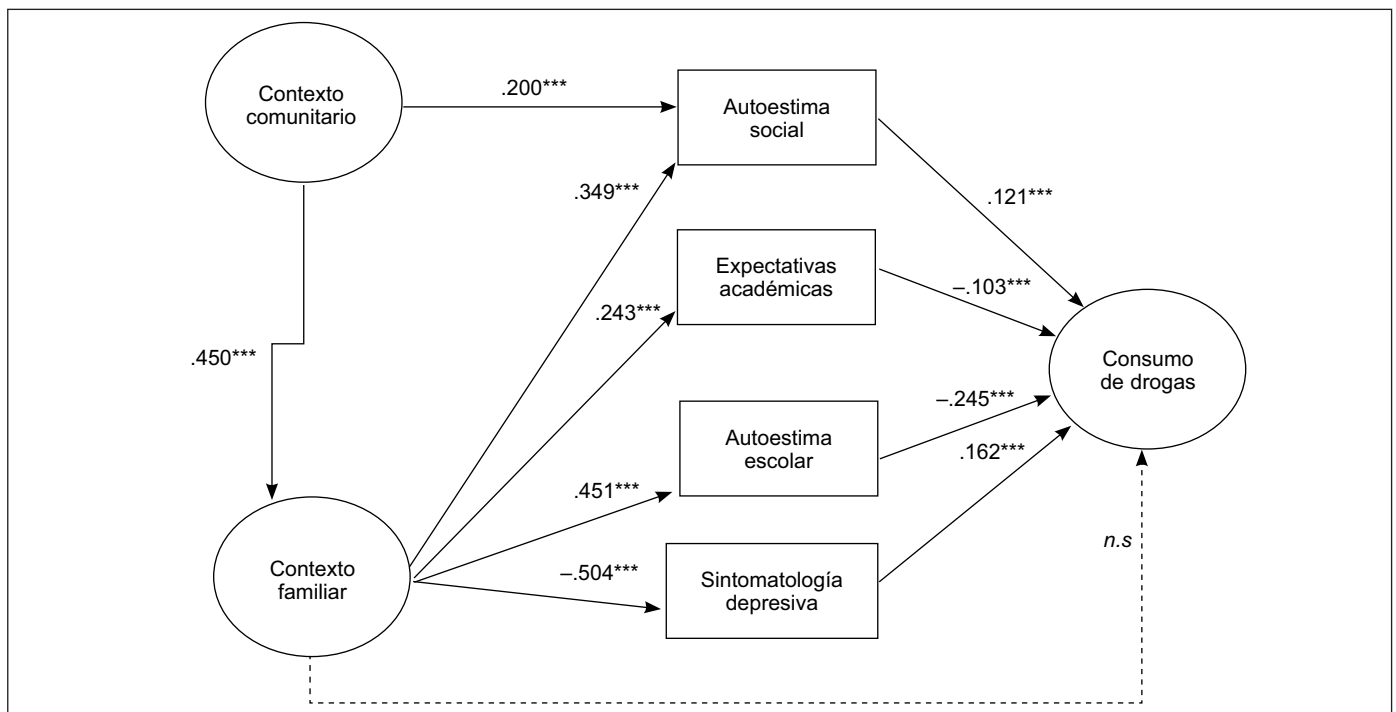 Contexto
comunitario
.200***
Autoestima
social
.349***
.121***
Expectativas
académicas
.243***
–.103***
.450***
Consumo
de drogas
Autoestima
escolar
–.245***
.451***
.162***
Contexto
familiar
–.504***
Sintomatología
depresiva
n.s